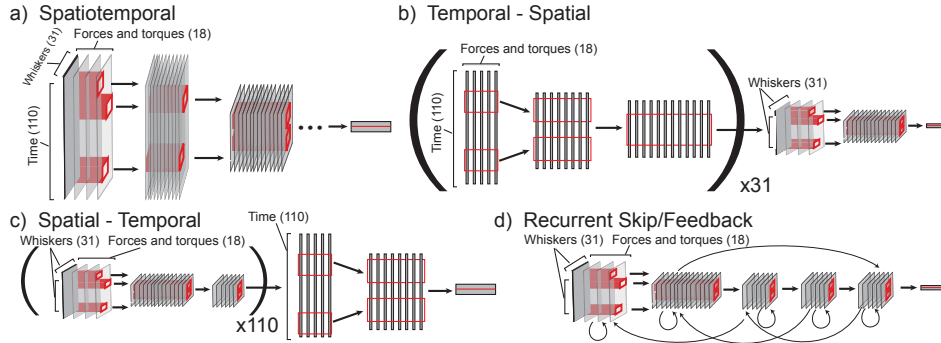 a) Spatiotemporal
Forces and torques (18)
Whiskers (31)
Time (110)
b) Temporal - Spatial
Forces and torques (18)
Time (110)
x31
Whiskers (31)
c) Spatial - Temporal
Whiskers (31)
Forces and torques (18)
x110
Time (110)
d) Recurrent Skip/Feedback
Whiskers (31)
Forces and torques (18)